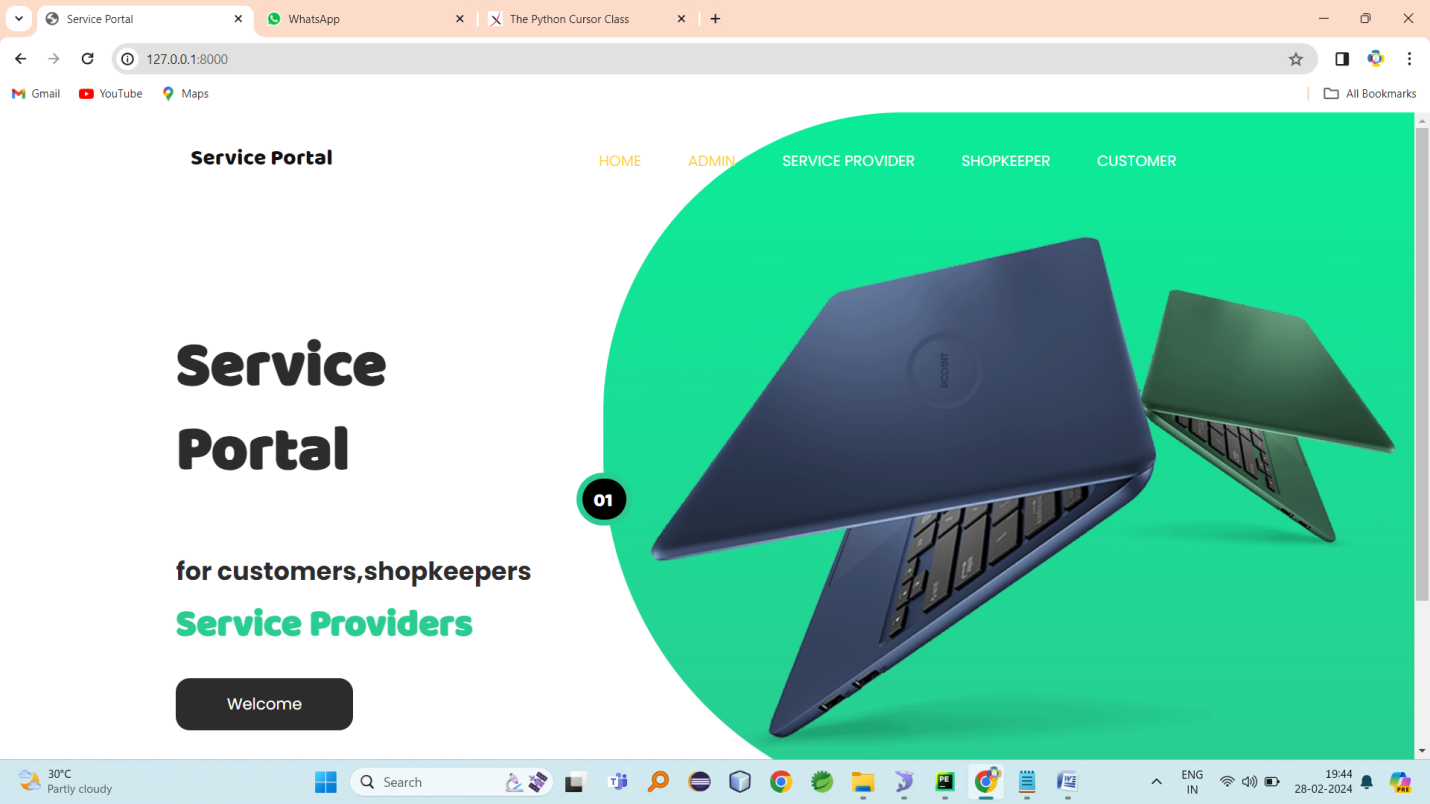 Service Portal
WhatsApp
The Python Cursor Class
127.0.0.1:8000
Gmail
YouTube
Maps
All Bookmarks
Service Portal
HOME
ADMIN
SERVICE PROVIDER
SHOPKEEPER
CUSTOMER
PCOINT
Service
Portal
01
for customers,shopkeepers
Service Providers
Welcome
30°C
Partly cloudy
Search
ENG
IN
19:44
28-02-2024
PRE